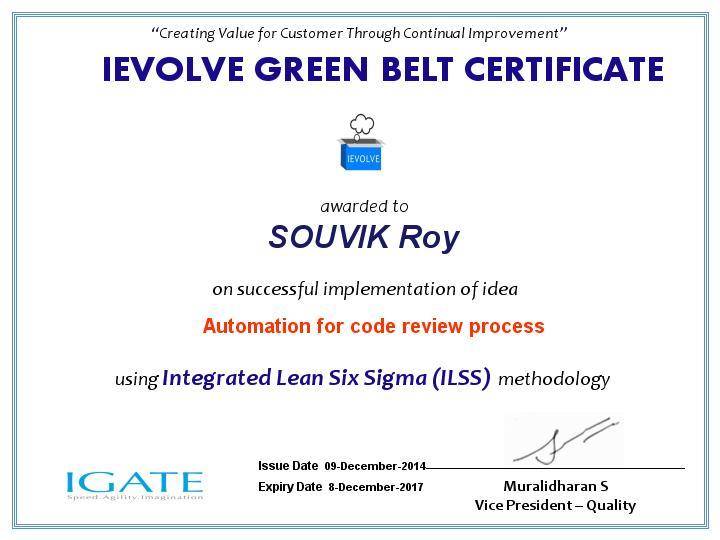 “Creating Value for Customer Through Continual Improvement”
IEVOLVE GREEN BELT CERTIFICATE
IEVOLVE
awarded to
SOUVIK Roy
on successful implementation of idea
Automation for code review process
using Integrated Lean Six Sigma (ILSS) methodology
IGATE
Speed.Agility.Imagination
Issue Date 09-December-2014
Expiry Date 8-December-2017
Muralidharan S
Vice President – Quality